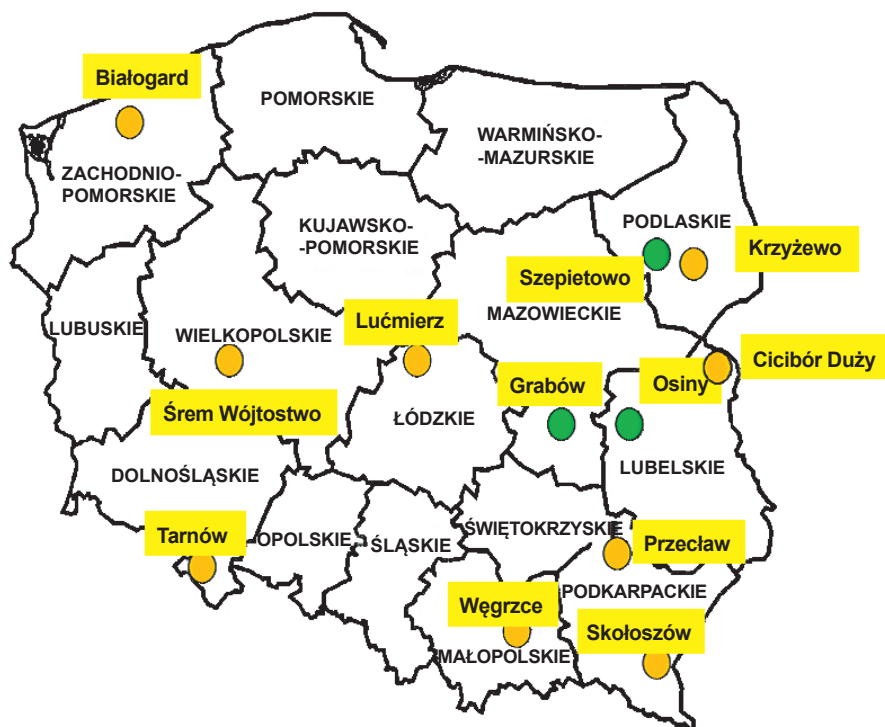 Białogard
POMORSKIE
WARMIŃSKO-
-MAZURSKIE
ZACHODNIO-
POMORSKIE
KUJAWSKO-
-POMORSKIE
PODLASKIE
Krzyżewo
Szepietowo
MAZOWIECKIE
LUBUSKIE
WIELKOPOLSKIE
Lućmierz
Cicibór Duży
Grabów
Osiny
Śrem Wójtostwo
ŁÓDZKIE
DOLNOŚLĄSKIE
LUBELSKIE
Tarnów
OPOLSKIE
ŚLĄSKIE
ŚWIĘTOKRZYSKIE
Przecław
Węgrzce
PODKARPACKIE
Skołoszów
MAŁOPOLSKIE